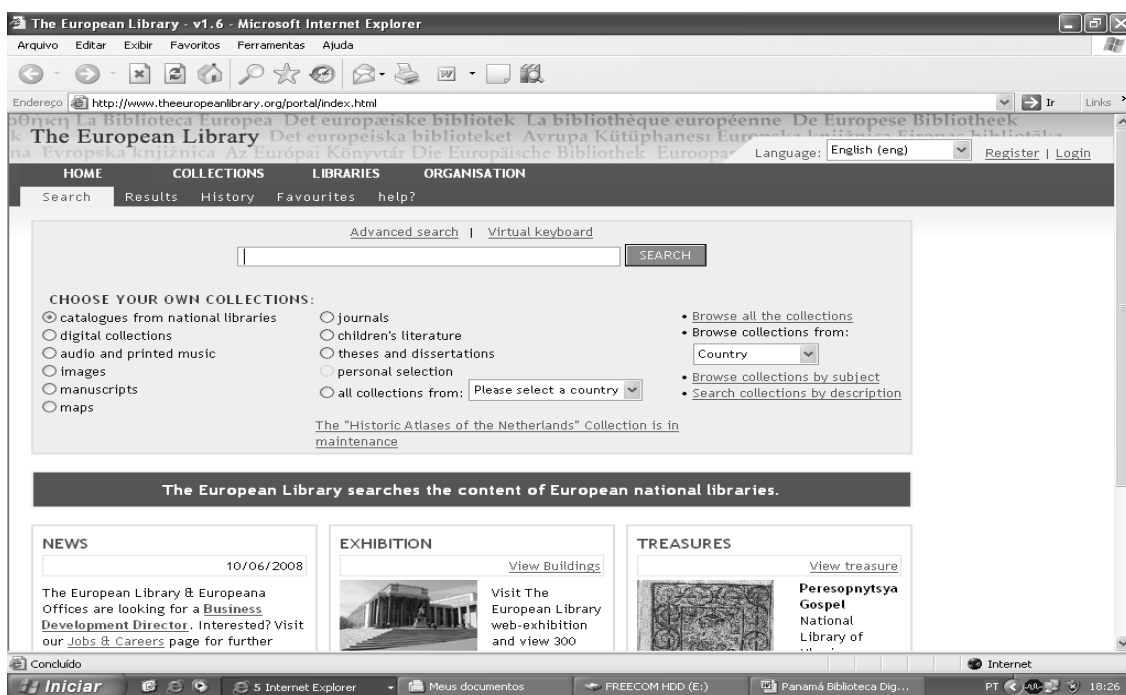 The European Library - v1.6 - Microsoft Internet Explorer
Arquivo Editar Exibir Favoritos Ferramentas Ajuda
Endereço http://www.theeuropeanlibrary.org/portal/index.html Ir Links
La Biblioteca Europea Det europæiske bibliotek La bibliothèque européenne De Europese Bibliotheek
The European Library Det europeiska biblioteket Avrupa Kütüphanesı
Evropska knjižnica Az Európai Könyvtár Die Europäische Bibliothek
Language: English (eng) Register | Login
HOME COLLECTIONS LIBRARIES ORGANISATION
Search Results History Favourites help?
Advanced search | Virtual keyboard
SEARCH
CHOOSE YOUR OWN COLLECTIONS:
catalogues from national libraries
digital collections
audio and printed music
images
manuscripts
maps
journals
children's literature
theses and dissertations
personal selection
all collections from: Please select a country
• Browse all the collections
• Browse collections from:
Country
• Browse collections by subject
• Search collections by description
The "Historic Atlases of the Netherlands" Collection is in
maintenance
The European Library searches the content of European national libraries.
NEWS
10/06/2008
The European Library & Europeana
Offices are looking for a Business
Development Director. Interested? Visit
our Jobs & Careers page for further
EXHIBITION
View Buildings
Visit The
European Library
web-exhibition
and view 300
TREASURES
View treasure
Peresopnytsya
Gospel
National
Library of
Concluído Internet
Iniciar 5 Internet Explorer Meus documentos FREECOM HDD (E:) Panamá Biblioteca Dig... PT 18:26